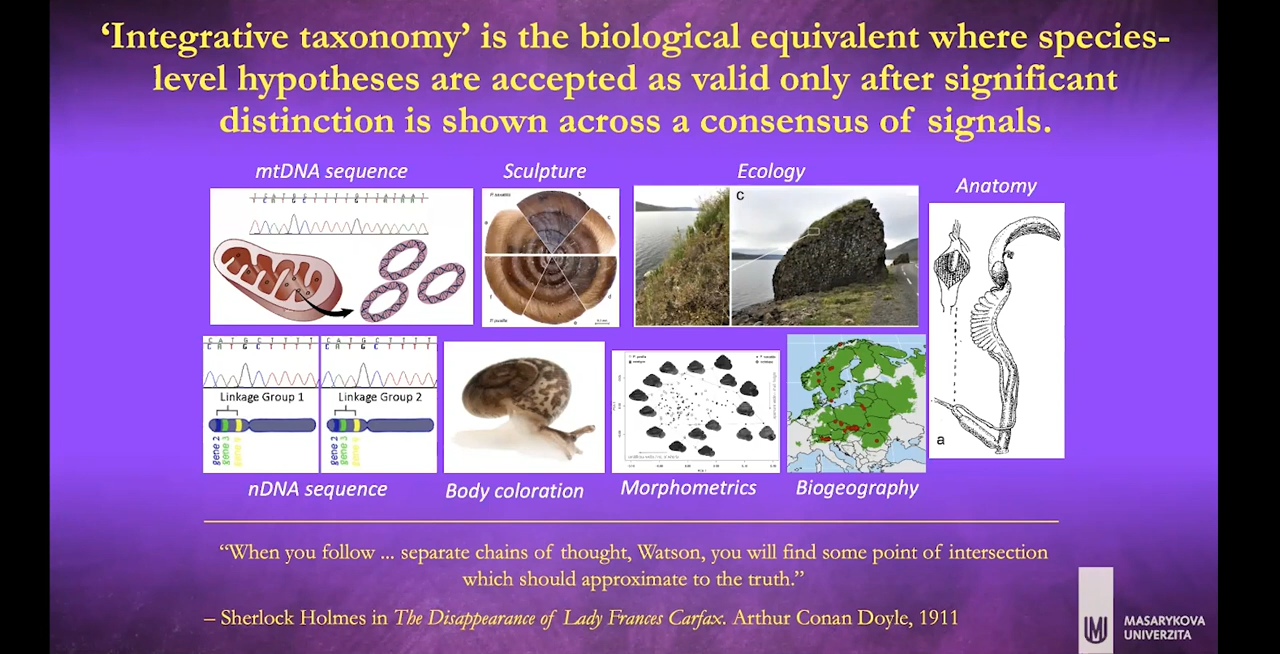 ‘Integrative taxonomy’ is the biological equivalent where species-
level hypotheses are accepted as valid only after significant
distinction is shown across a consensus of signals.
mtDNA sequence
Sculpture
Ecology
Anatomy
C
a
C A T G C T T T T
C A T G C T T T T
Linkage Group 1
Linkage Group 2
gene 2
gene 3
gene 2
gene 3
nDNA sequence
Body coloration
Morphometrics
Biogeography
“When you follow ... separate chains of thought, Watson, you will find some point of intersection
which should approximate to the truth.”
– Sherlock Holmes in The Disappearance of Lady Frances Carfax. Arthur Conan Doyle, 1911
MASARYKOVA
UNIVERZITA